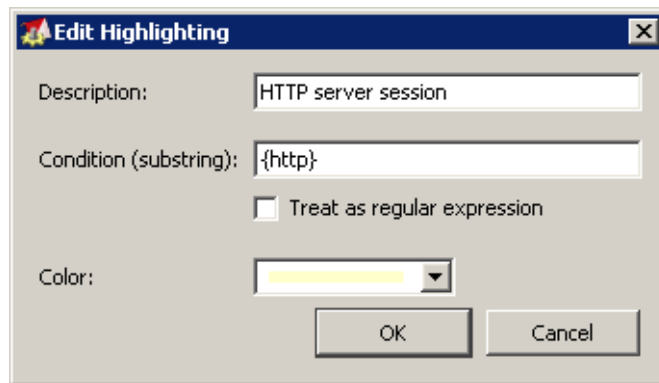 Edit Highlighting
Description: HTTP server session
Condition (substring): {http}
Treat as regular expression
Color:
OK Cancel